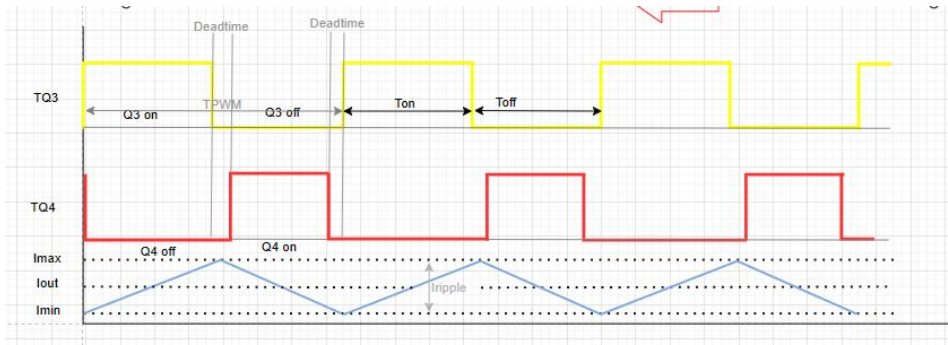 Deadtime
Deadtime
TQ3
TPWM
Ton
Toff
Q3 on
Q3 off
TQ4
Q4 off
Q4 on
Imax
Iout
Iripple
Imin